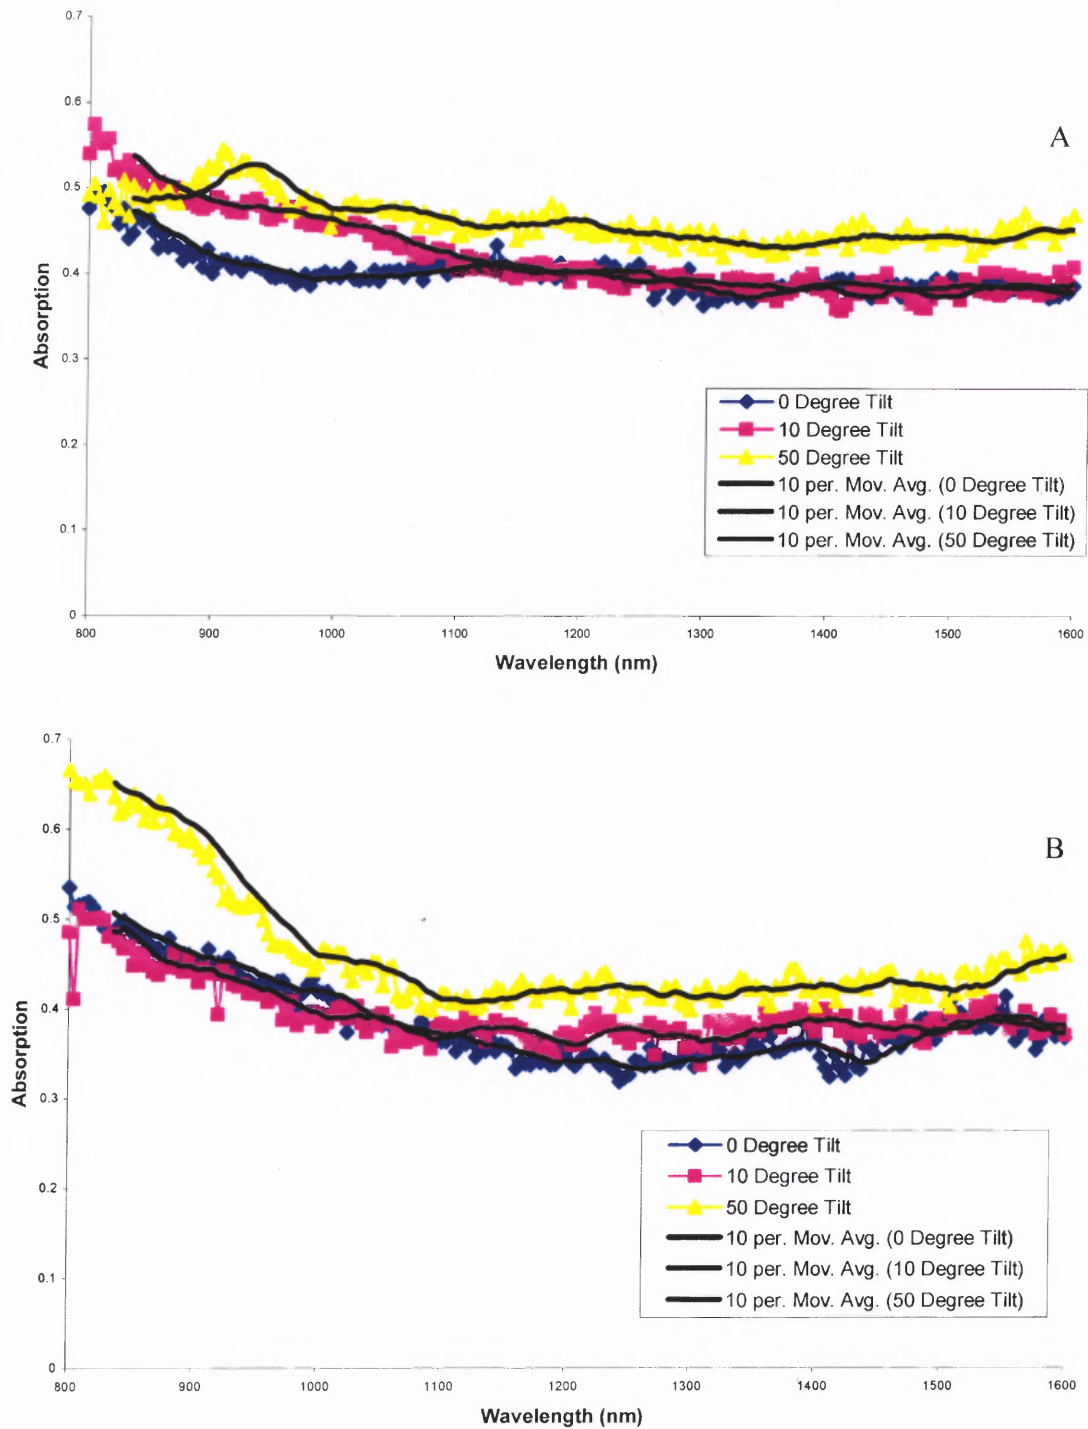 0.7
0.6
A
0.5
0.4
Absorption
0.3
0 Degree Tilt
10 Degree Tilt
0.2
50 Degree Tilt
10 per. Mov. Avg. (0 Degree Tilt)
10 per. Mov. Avg. (10 Degree Tilt)
0.1
10 per. Mov. Avg. (50 Degree Tilt)
0
800 900 1000 1100 1200 1300 1400 1500 1600
Wavelength (nm)
0.7
0.6
B
0.5
0.4
Absorption
0.3
0 Degree Tilt
10 Degree Tilt
0.2
50 Degree Tilt
10 per. Mov. Avg. (0 Degree Tilt)
0.1
10 per. Mov. Avg. (10 Degree Tilt)
10 per. Mov. Avg. (50 Degree Tilt)
0
800 900 1000 1100 1200 1300 1400 1500 1600
Wavelength (nm)